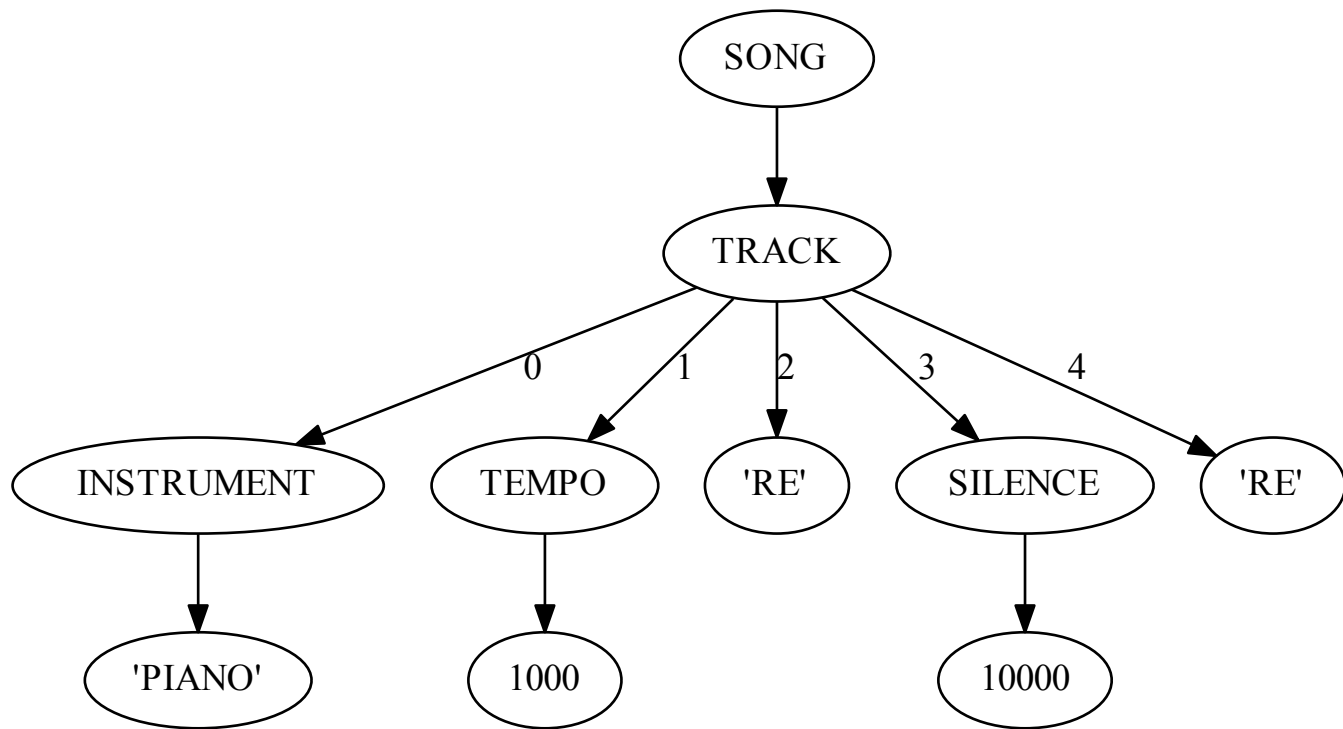 SONG
TRACK
0 1 2 3 4
INSTRUMENT TEMPO 'RE' SILENCE 'RE'
'PIANO' 1000 10000